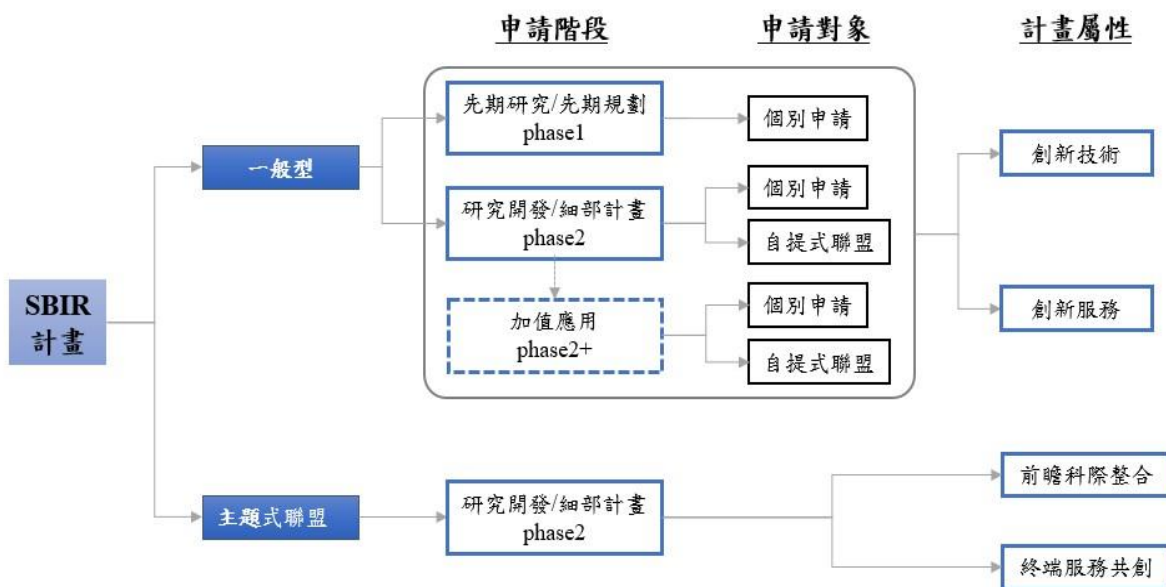 申請階段
申請對象
計畫屬性
先期研究/先期規劃
phase1
個別申請
一般型
創新技術
研究開發/細部計畫
phase2
個別申請
自提式聯盟
SBIR
計畫
加值應用
phase2+
個別申請
自提式聯盟
創新服務
主題式聯盟
研究開發/細部計畫
phase2
前瞻科際整合
終端服務共創